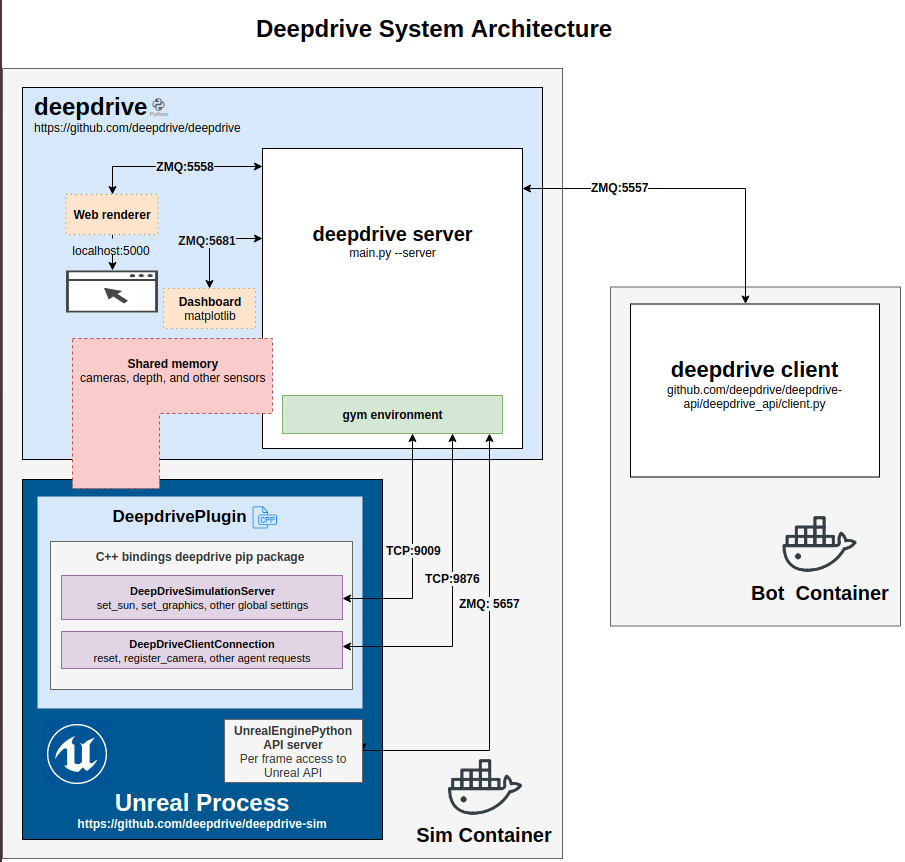 Deepdrive System Architecture
deepdrive
Python
https://github.com/deepdrive/deepdrive
ZMQ:5558
ZMQ:5557
Web renderer
ZMQ:5681
localhost:5000
deepdrive server
main.py --server
Dashboard
matplotlib
Shared memory
cameras, depth, and other sensors
gym environment
deepdrive client
github.com/deepdrive/deepdrive-
api/deepdrive_api/client.py
DeepdrivePlugin
CPP
C++ bindings deepdrive pip package
TCP:9009
DeepDriveSimulationServer
set_sun, set_graphics, other global settings
TCP:9876
ZMQ: 5657
DeepDriveClientConnection
reset, register_camera, other agent requests
Bot  Container
UnrealEnginePython
API server
Per frame access to
Unreal API
Unreal Process
https://github.com/deepdrive/deepdrive-sim
Sim Container